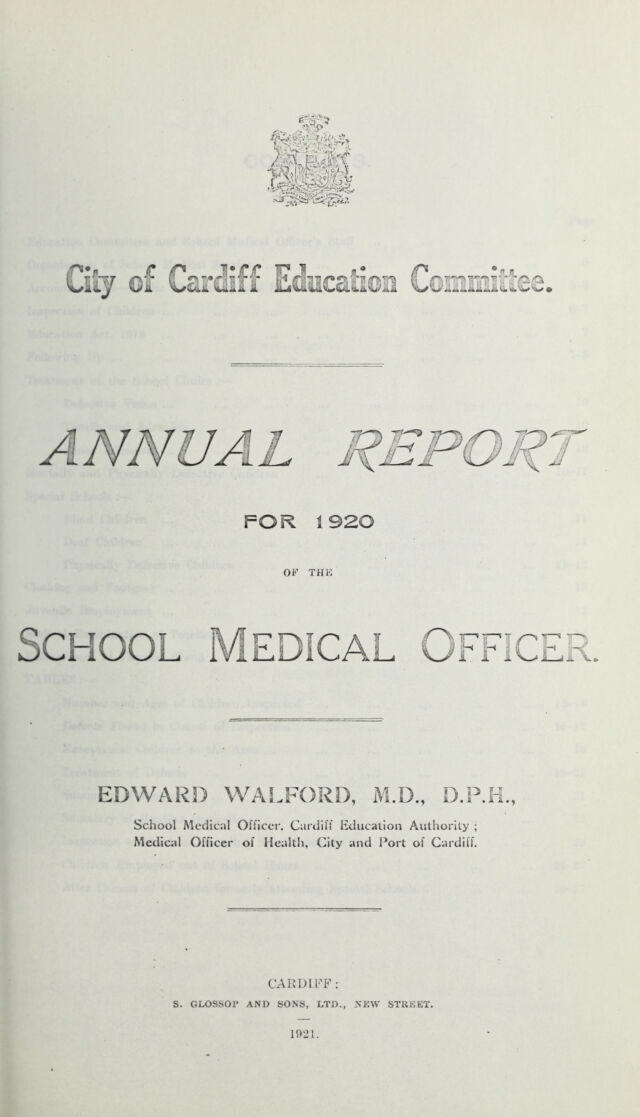 City of Cardiff Education Committee.
ANNUAL REPORT
FOR 1920
OF THE
SCHOOL MEDICAL OFFICER.
EDWARD WALFORD, M.D., D.P.H.,
School Medical Officer, Cardiff Education Authority ;
Medical Officer of Health, City and Port of Cardiff.
CARDIFF:
S. GLOSSOP AND SONS, LTD., NEW STREET.
1921.